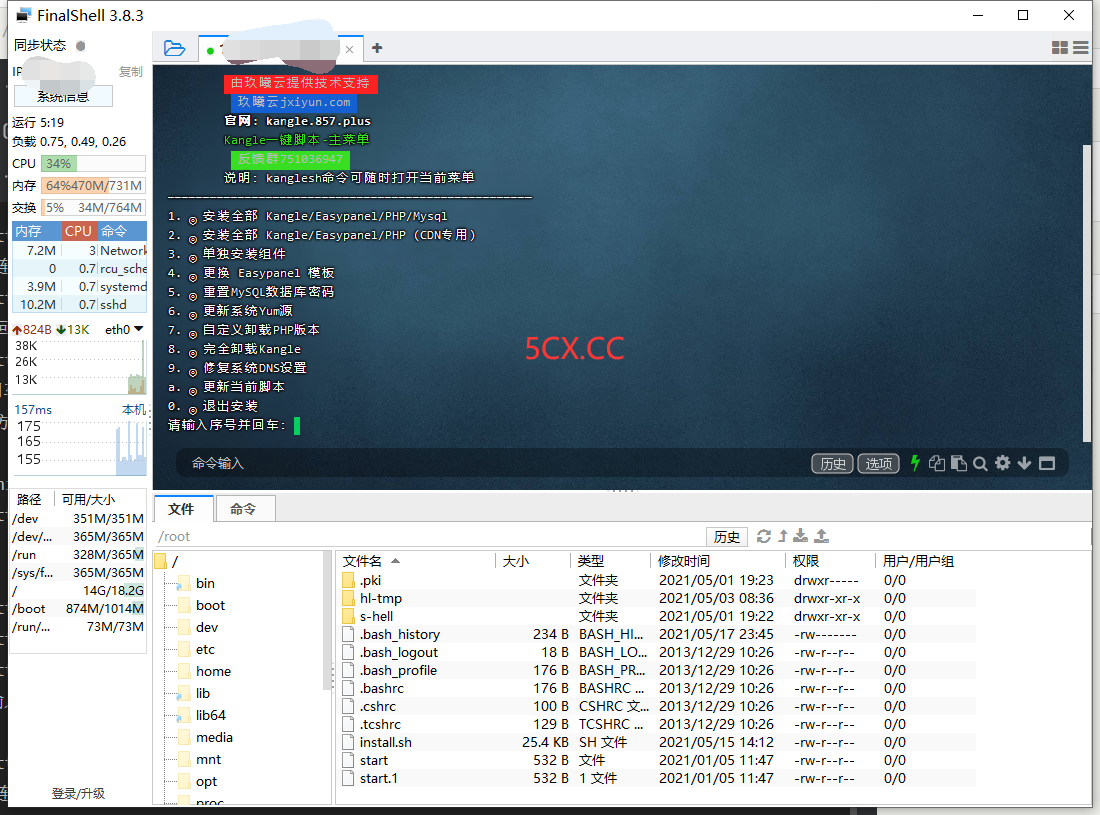 FinalShell 3.8.3
同步状态
IP
复制
系统信息
运行 5:19
负载 0.75, 0.49, 0.26
CPU 34%
内存 64% 470M/731M
交换 5% 34M/764M
内存 CPU 命令
7.2M 3 Network
0 0.7 rcu_sche
3.9M 0.7 systemd
10.2M 0.7 sshd
824B 13K eth0
38K
26K
13K
157ms 本机
175
165
155
路径 可用/大小
/dev 351M/351M
/dev/... 365M/365M
/run 328M/365M
/sys/f... 365M/365M
/ 14G/18.2G
/boot 874M/1014M
/run/... 73M/73M
登录/升级
由玖曦云提供技术支持
玖曦云jxiyun.com
官网: kangle.857.plus
Kangle一键脚本-主菜单
反馈群751036947
说明: kanglesh命令可随时打开当前菜单
1. ◎ 安装全部 Kangle/Easypanel/PHP/Mysql
2. ◎ 安装全部 Kangle/Easypanel/PHP (CDN专用)
3. ◎ 单独安装组件
4. ◎ 更换 Easypanel 模板
5. ◎ 重置MySQL数据库密码
6. ◎ 更新系统Yum源
7. ◎ 自定义卸载PHP版本
8. ◎ 完全卸载Kangle
9. ◎ 修复系统DNS设置
a. ◎ 更新当前脚本
0. ◎ 退出安装
请输入序号并回车:
5CX.CC
命令输入 历史 选项
文件 命令
/root 历史
/
bin
boot
dev
etc
home
lib
lib64
media
mnt
opt
proc
文件名 大小 类型 修改时间 权限 用户/用户组
.pki 文件夹 2021/05/01 19:23 drwxr----- 0/0
hl-tmp 文件夹 2021/05/03 08:36 drwxr-xr-x 0/0
s-hell 文件夹 2021/05/01 19:22 drwxr-xr-x 0/0
.bash_history 234 B BASH_HI... 2021/05/17 23:45 -rw------- 0/0
.bash_logout 18 B BASH_LO... 2013/12/29 10:26 -rw-r--r-- 0/0
.bash_profile 176 B BASH_PR... 2013/12/29 10:26 -rw-r--r-- 0/0
.bashrc 176 B BASHRC ... 2013/12/29 10:26 -rw-r--r-- 0/0
.cshrc 100 B CSHRC 文... 2013/12/29 10:26 -rw-r--r-- 0/0
.tcshrc 129 B TCSHRC ... 2013/12/29 10:26 -rw-r--r-- 0/0
install.sh 25.4 KB SH 文件 2021/05/15 14:12 -rw-r--r-- 0/0
start 532 B 文件 2021/01/05 11:47 -rw-r--r-- 0/0
start.1 532 B 1 文件 2021/01/05 11:47 -rw-r--r-- 0/0